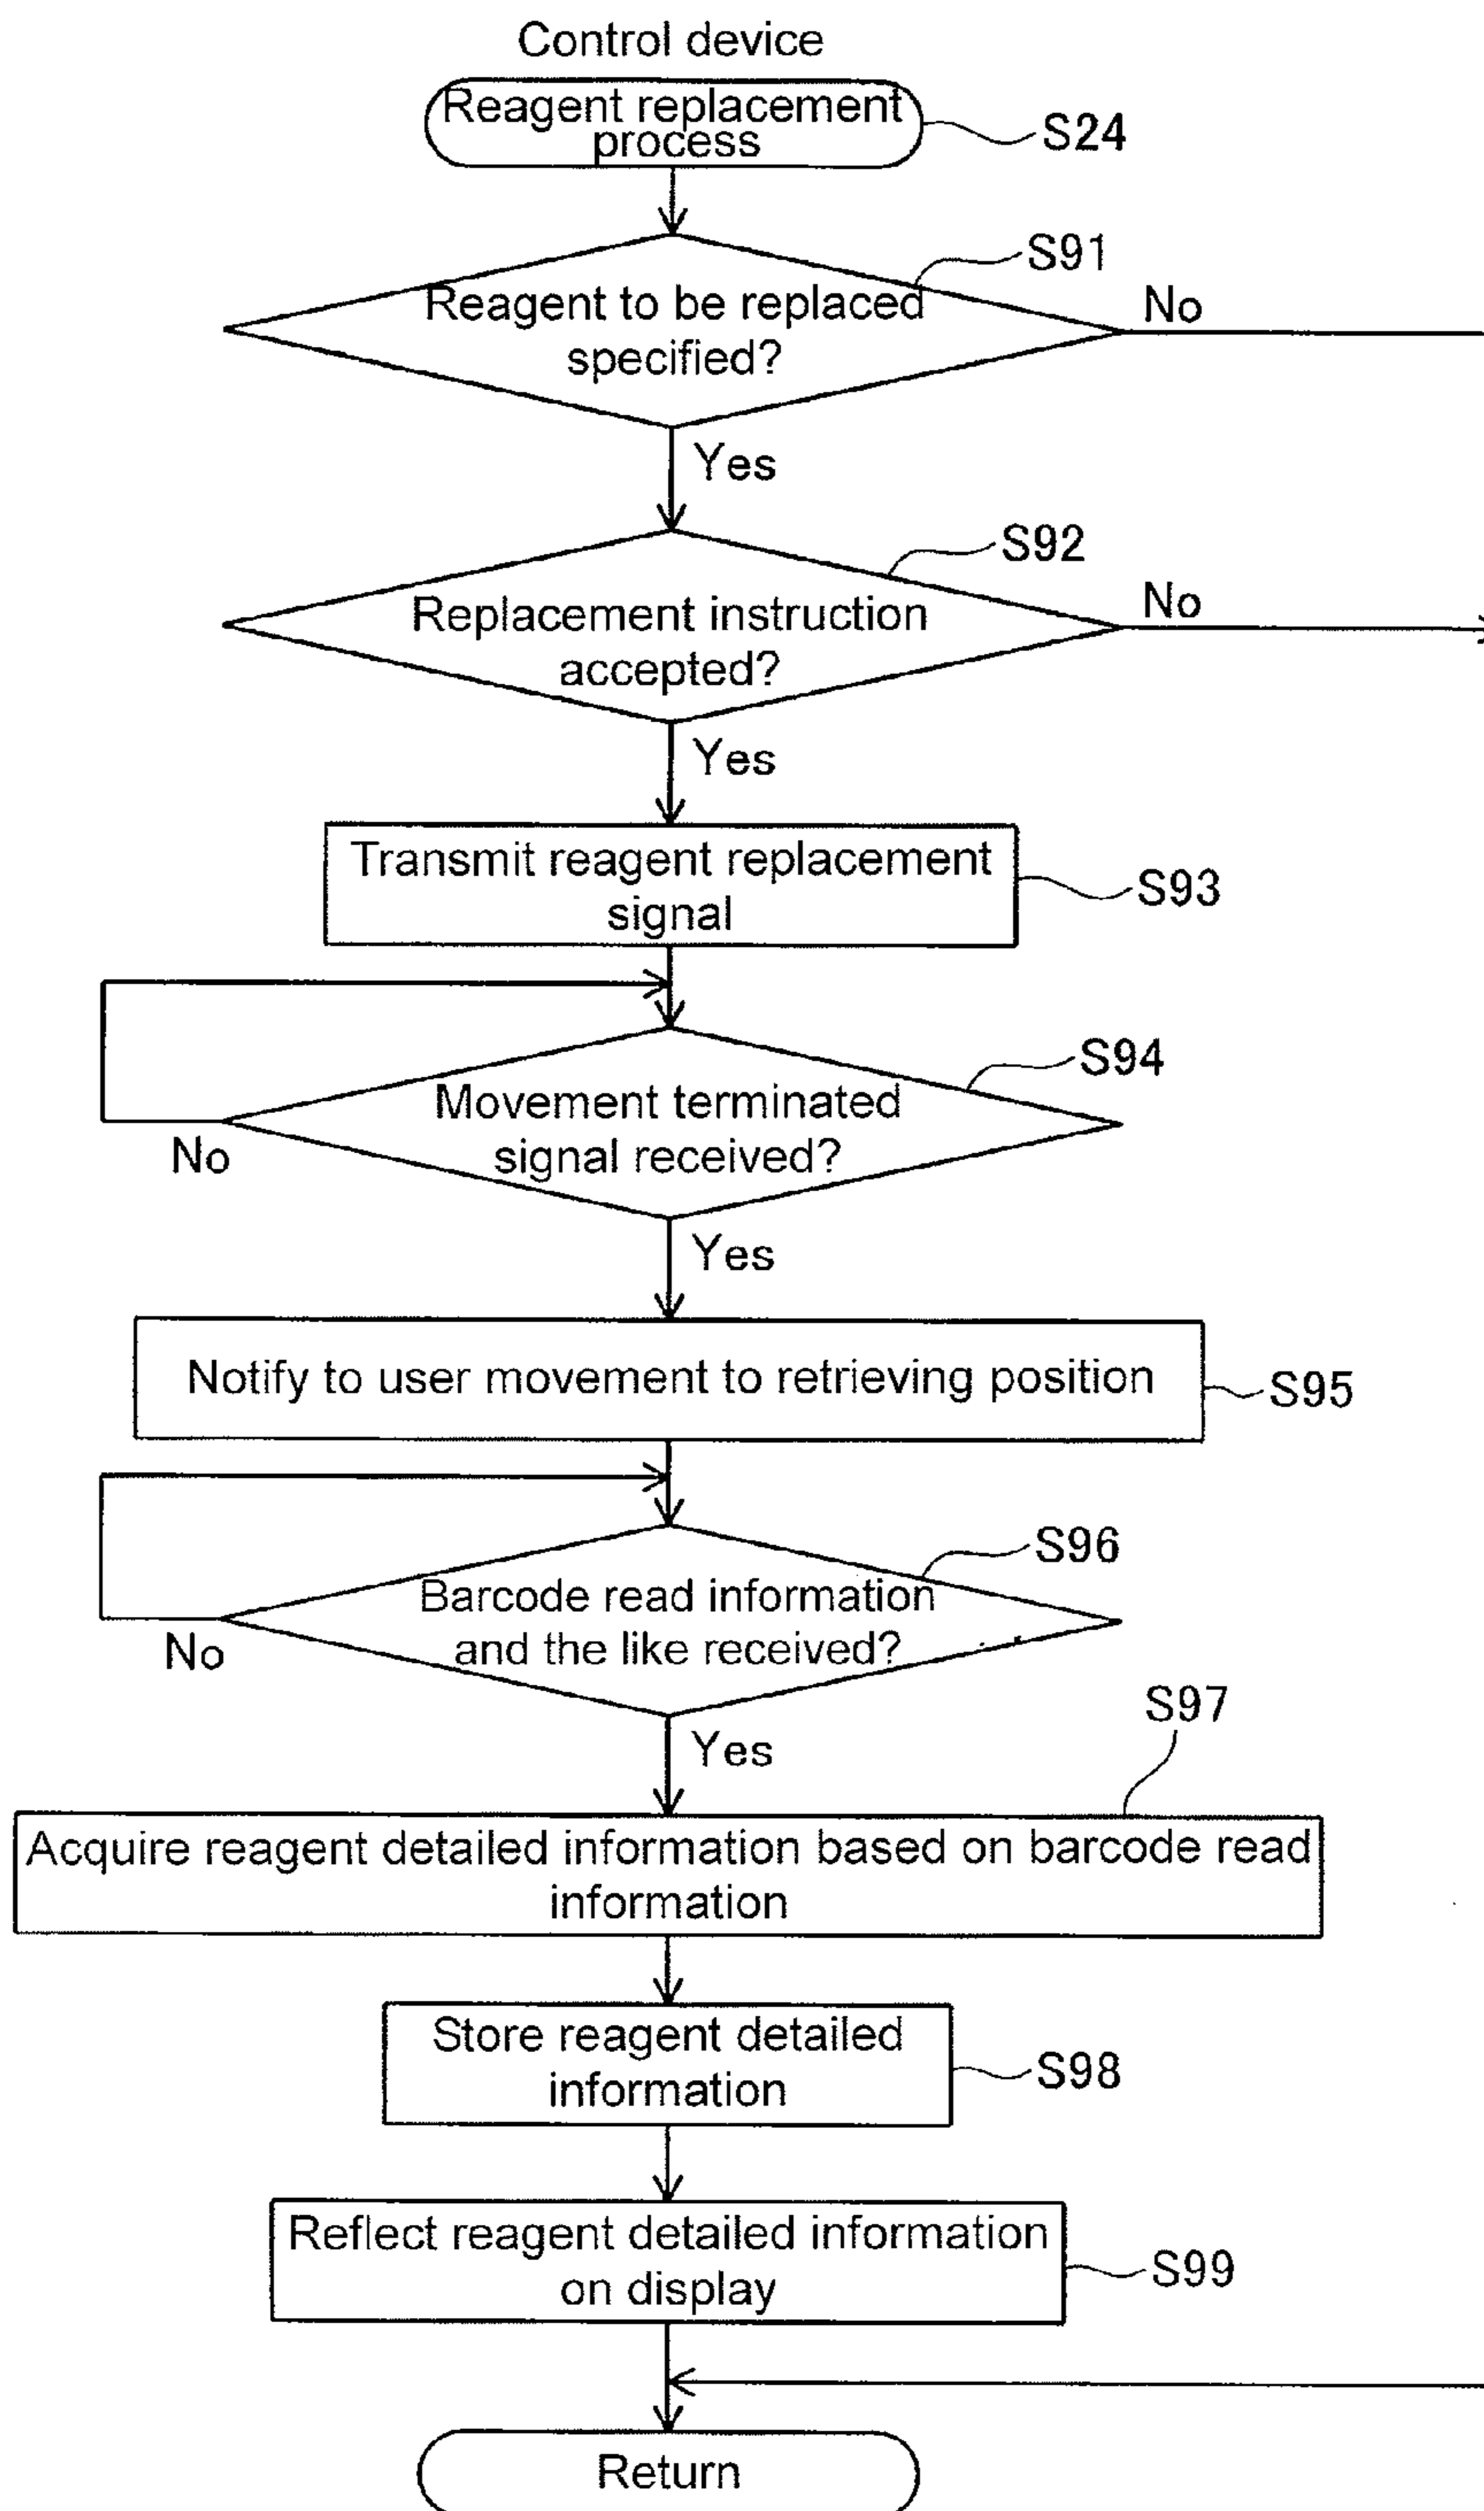 Control device
Reagent replacement
process
S24
S91
Reagent to be replaced
specified?
No
Yes
S92
Replacement instruction
accepted?
No
Yes
Transmit reagent replacement
signal
S93
S94
Movement terminated
signal received?
No
Yes
Notify to user movement to retrieving position
S95
S96
Barcode read information
and the like received?
No
Yes
S97
Acquire reagent detailed information based on barcode read
information
Store reagent detailed
information
S98
Reflect reagent detailed information
on display
S99
Return